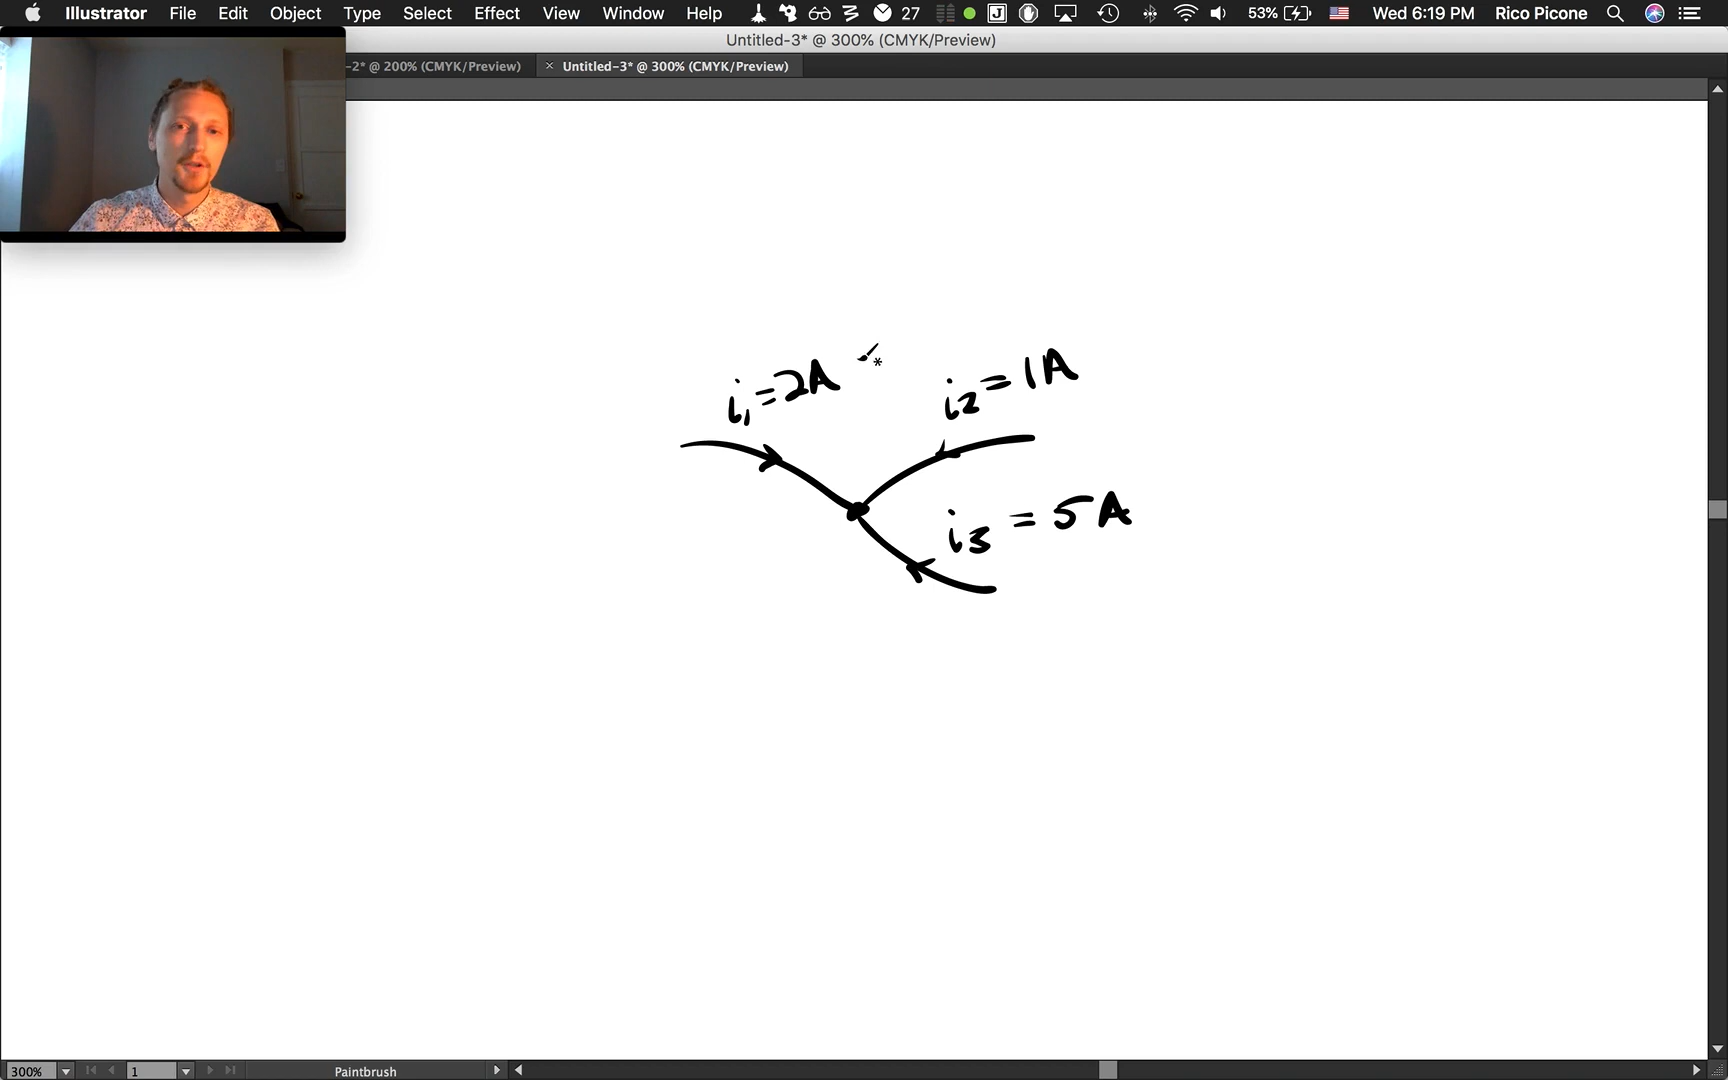 Illustrator File Edit Object Type Select Effect View Window Help 27 53% Wed 6:19 PM Rico Picone
Untitled-3* @ 300% (CMYK/Preview)
-2* @ 200% (CMYK/Preview) × Untitled-3* @ 300% (CMYK/Preview)
i₁=2A
i₂=1A
i₃=5A
300% 1 Paintbrush